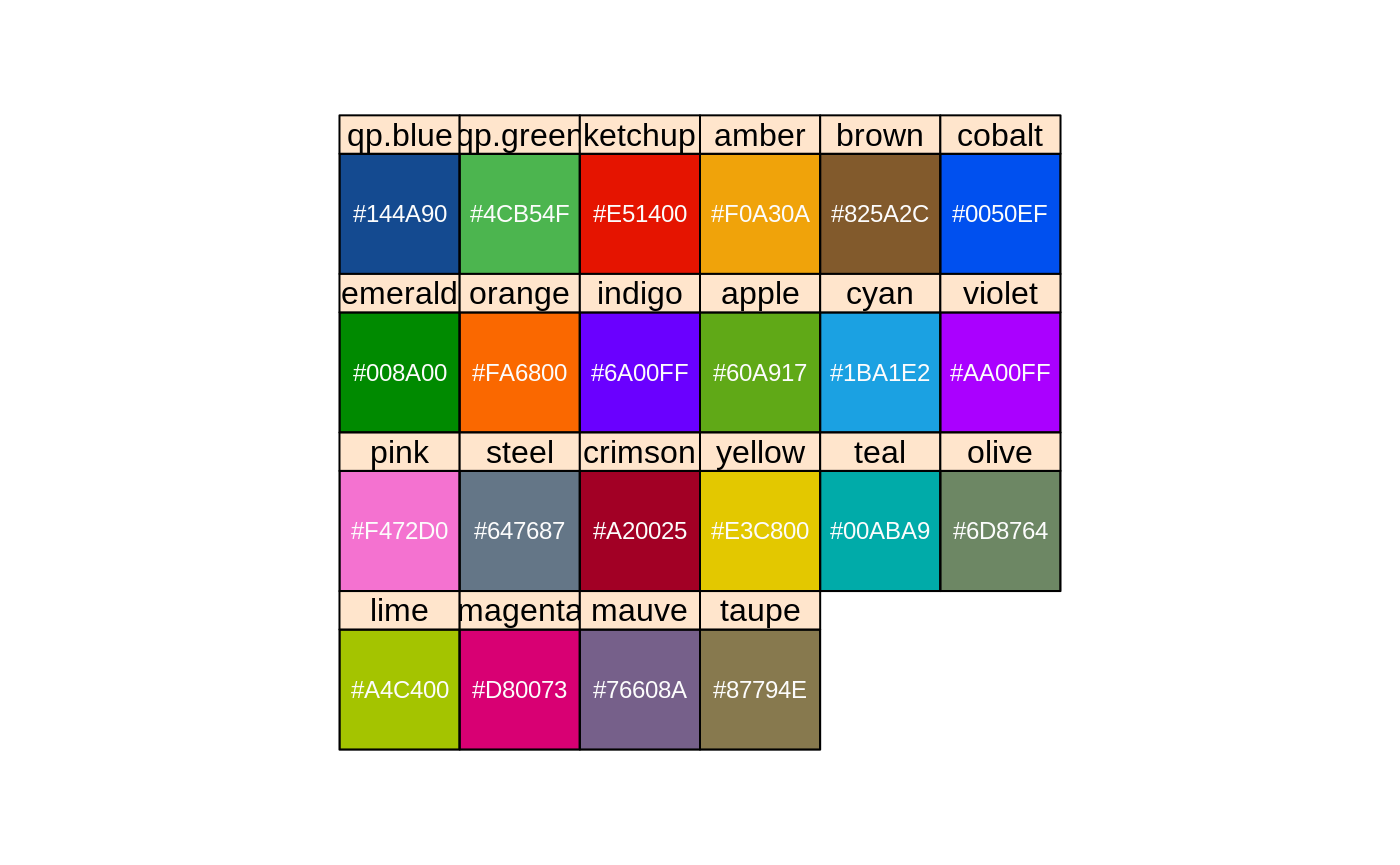 qp.blue qp.green ketchup amber brown cobalt
#144A90 #4CB54F #E51400 #F0A30A #825A2C #0050EF
emerald orange indigo apple cyan violet
#008A00 #FA6800 #6A00FF #60A917 #1BA1E2 #AA00FF
pink steel crimson yellow teal olive
#F472D0 #647687 #A20025 #E3C800 #00ABA9 #6D8764
lime magenta mauve taupe
#A4C400 #D80073 #76608A #87794E